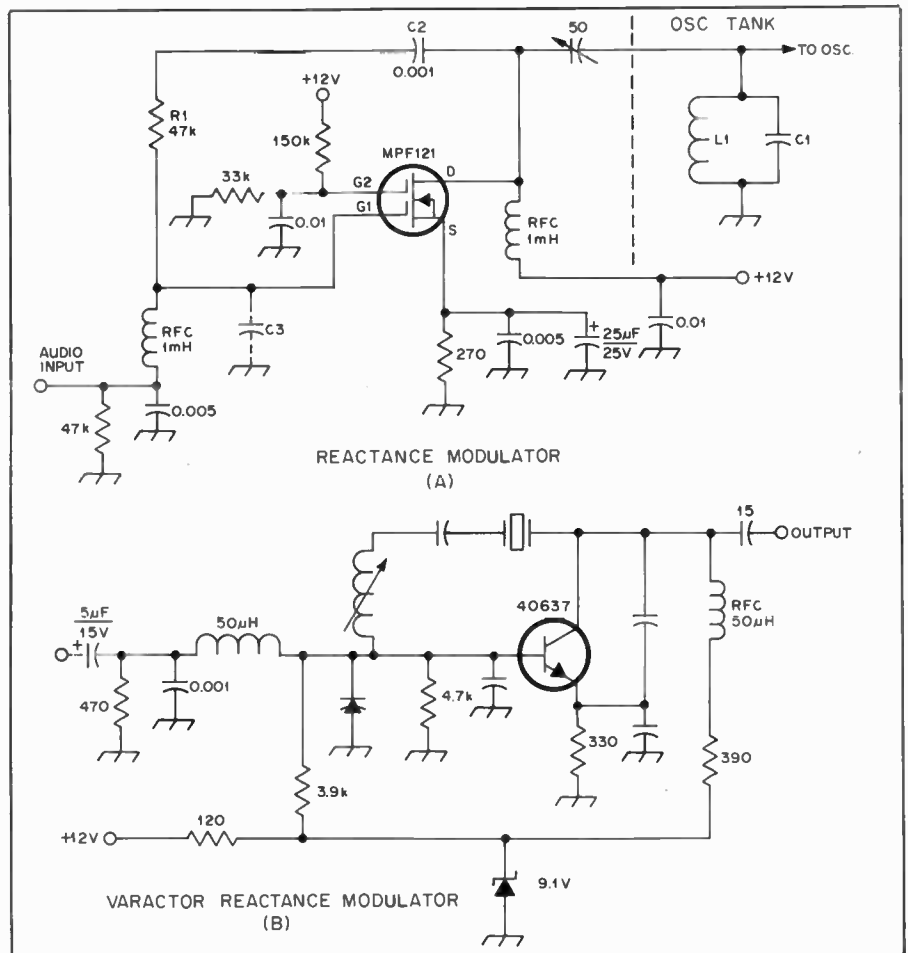 C2
0.001
50
OSC TANK
TO OSC.
+12V
R1
47k
150k
MPF121
33k
G2
D
G1
S
0.01
L1
C1
RFC
1mH
+12V
C3
RFC
1mH
AUDIO
INPUT
0.005
47k
270
0.005
+
25µF
25V
0.01
REACTANCE MODULATOR
(A)
15
OUTPUT
40637
RFC
50µH
5µF
15V
+
50µH
470
0.001
4.7k
330
390
3.9k
+12V
120
9.1V
VARACTOR REACTANCE MODULATOR
(B)